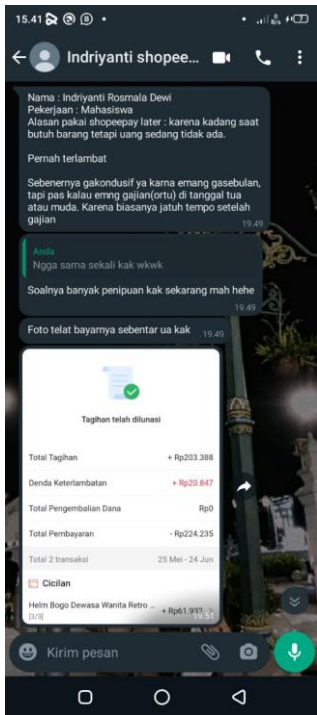 15.41
Indriyanti shopee...
Nama : Indriyanti Rosmala Dewi
Pekerjaan : Mahasiswa
Alasan pakai shopeepay later : karena kadang saat
butuh barang tetapi uang sedang tidak ada.
Pernah terlambat
Sebenernya gakondusif ya karna emang gasebulan,
tapi pas kalau emng gajian(ortu) di tanggal tua
atau muda. Karena biasanya jatuh tempo setelah
gajian
19.49
Anda
Ngga sama sekali kak wkwk
Soalnya banyak penipuan kak sekarang mah hehe
19.49
Foto telat bayarnya sebentar ua kak 19.49
Tagihan telah dilunasi
Total Tagihan + Rp203.388
Denda Keterlambatan + Rp20.847
Total Pengembalian Dana Rp0
Total Pembayaran - Rp224.235
Total 2 transaksi 25 Mei - 24 Jun
Cicilan
Helm Bogo Dewasa Wanita Retro ... + Rp61.932
[3/3]
19.51
Kirim pesan